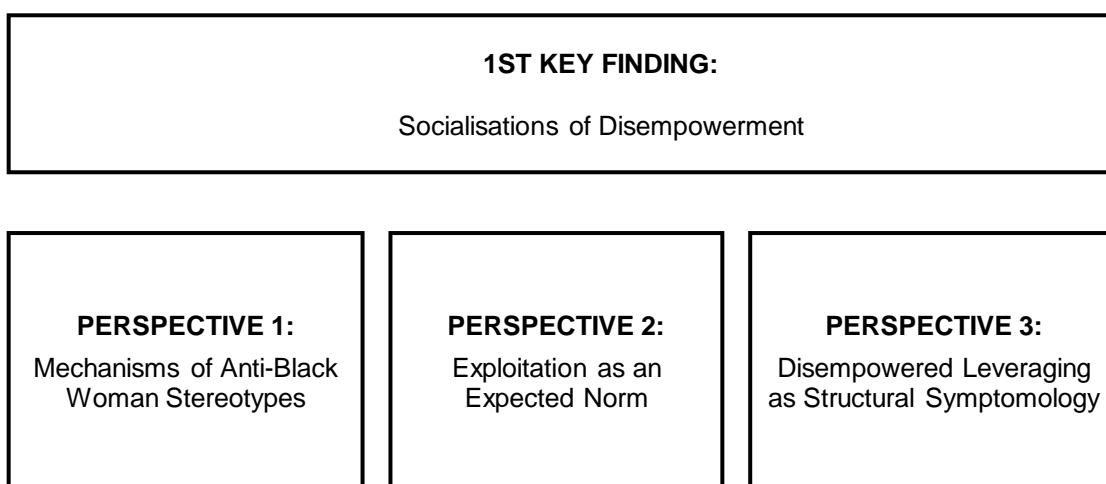 1ST KEY FINDING:
Socialisations of Disempowerment
PERSPECTIVE 1:
Mechanisms of Anti-Black
Woman Stereotypes
PERSPECTIVE 2:
Exploitation as an
Expected Norm
PERSPECTIVE 3:
Disempowered Leveraging
as Structural Symptomology